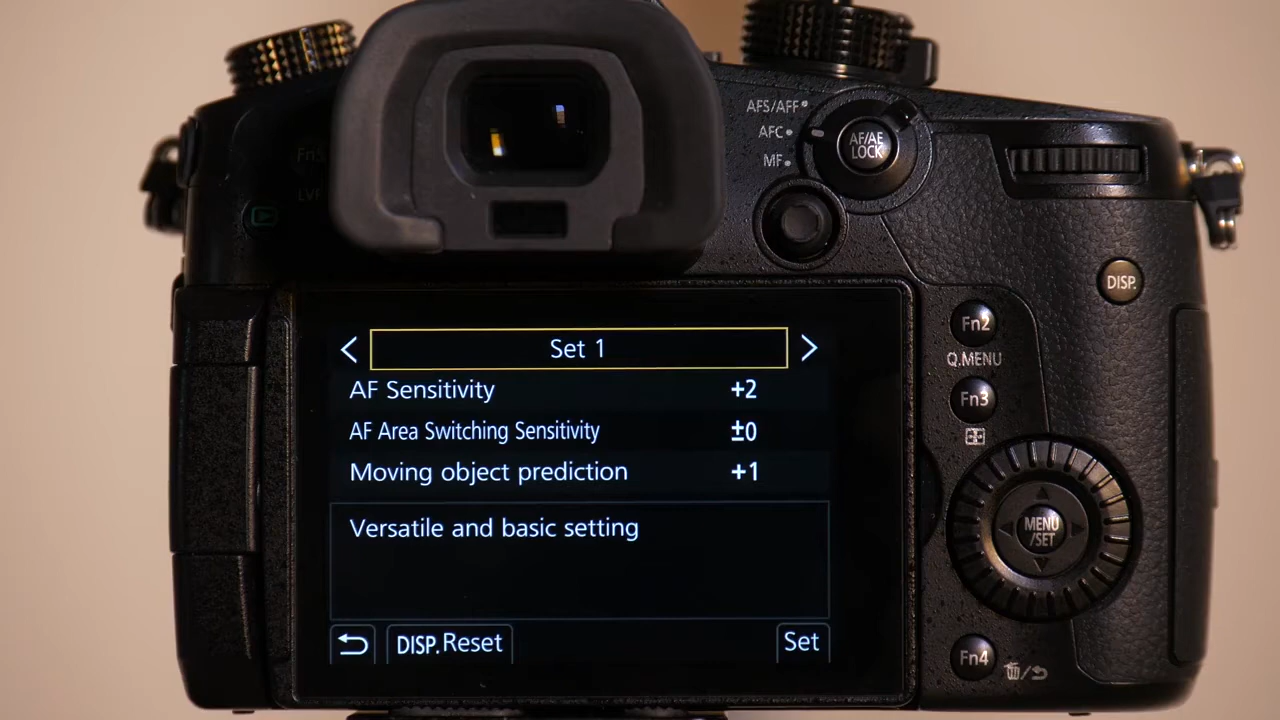 AFS/AFF
AFC
MF
AF/AE
LOCK
Fn5
LVF
DISP.
Fn2
Q.MENU
Fn3
Set 1
AF Sensitivity +2
AF Area Switching Sensitivity ±0
Moving object prediction +1
Versatile and basic setting
MENU
/SET
DISP. Reset
Set
Fn4